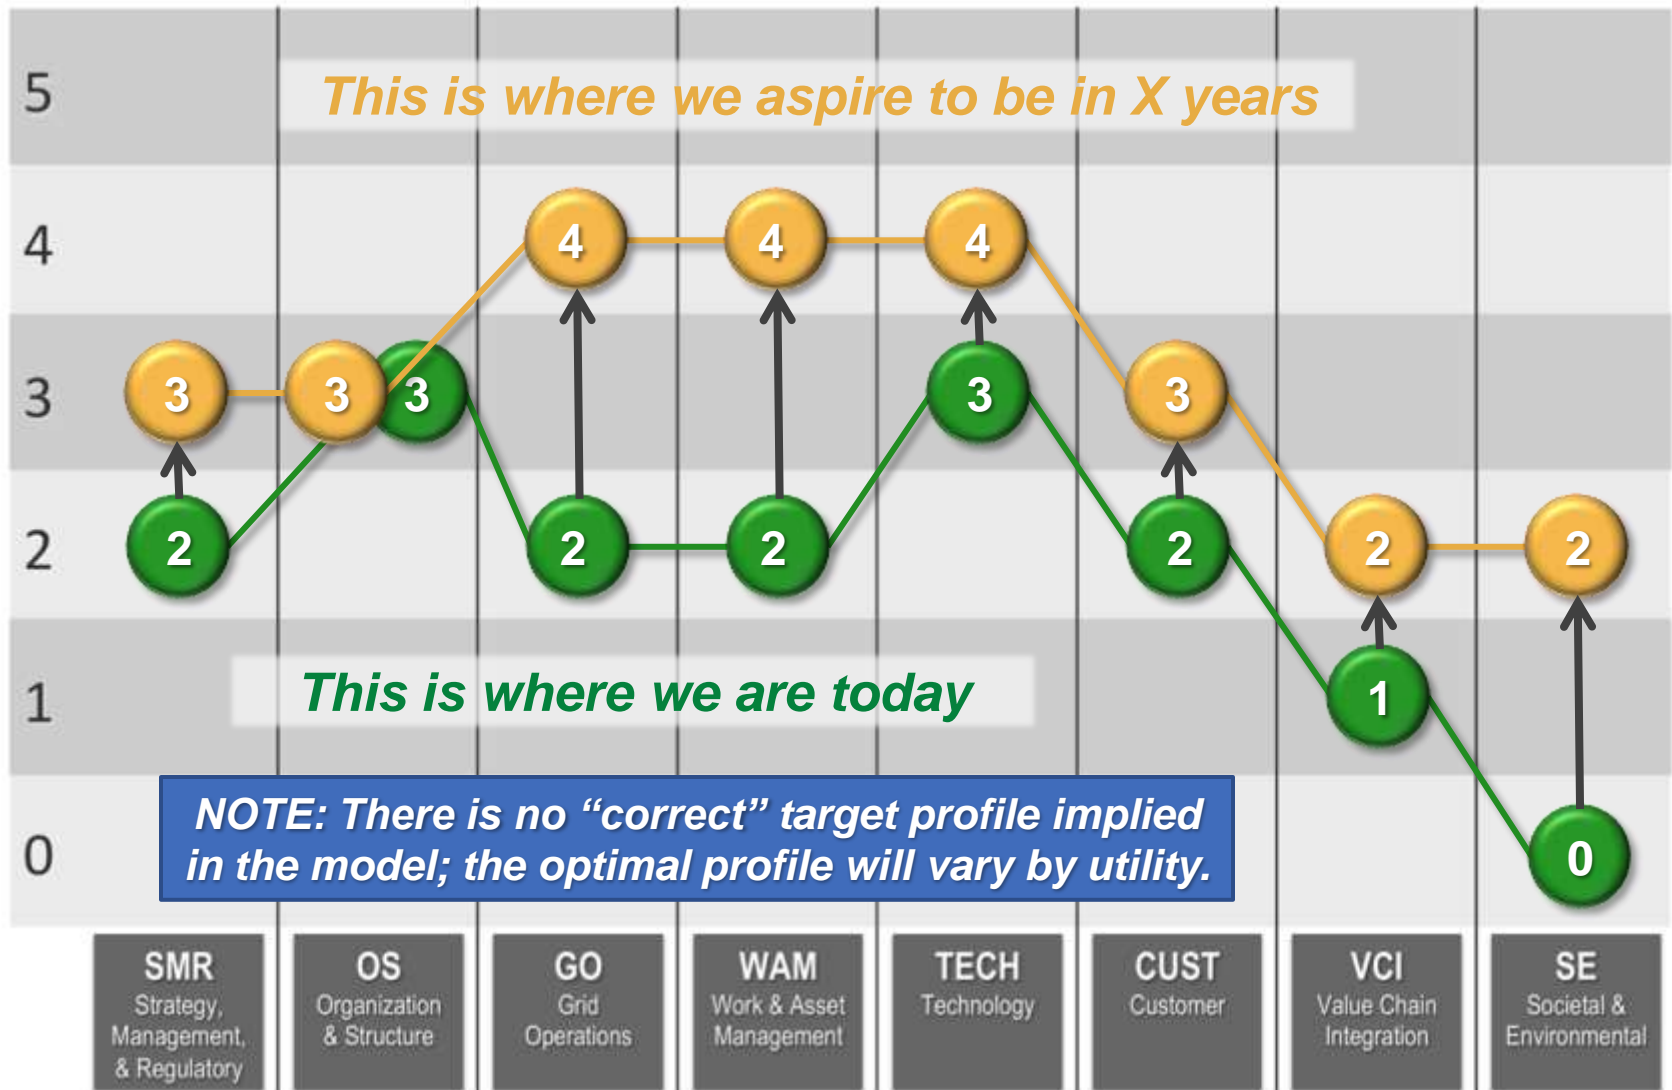 5
This is where we aspire to be in X years
4
4 4 4
3
3 3 3 3 3
2
2 2 2 2 2 2
This is where we are today
1
1
NOTE: There is no “correct” target profile implied
in the model; the optimal profile will vary by utility.
0
0
SMR
Strategy,
Management,
& Regulatory
OS
Organization
& Structure
GO
Grid
Operations
WAM
Work & Asset
Management
TECH
Technology
CUST
Customer
VCI
Value Chain
Integration
SE
Societal &
Environmental